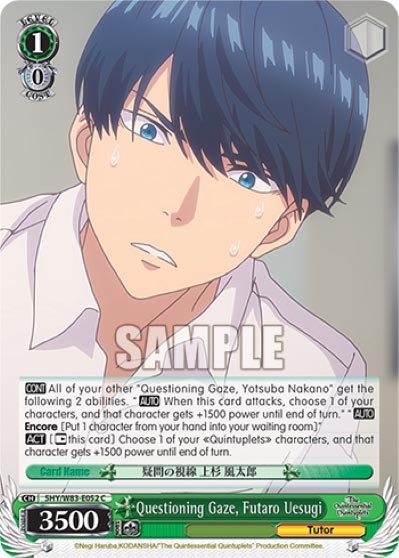 LEVEL
1
0
COST
SAMPLE
CONT All of your other "Questioning Gaze, Yotsuba Nakano" get the
following 2 abilities. "AUTO When this card attacks, choose 1 of your
characters, and that character gets +1500 power until end of turn." "AUTO
Encore [Put 1 character from your hand into your waiting room]"
ACT [this card] Choose 1 of your «Quintuplets» characters, and that
character gets +1500 power until end of turn.
Card Name 疑問の視線 上杉 風太郎
CH 5HY/W83-E052 C
3500
Questioning Gaze, Futaro Uesugi
The Quintessential Quintuplets
Tutor
©Negi Haruba,KODANSHA/"The Quintessential Quintuplets" Production Committee.